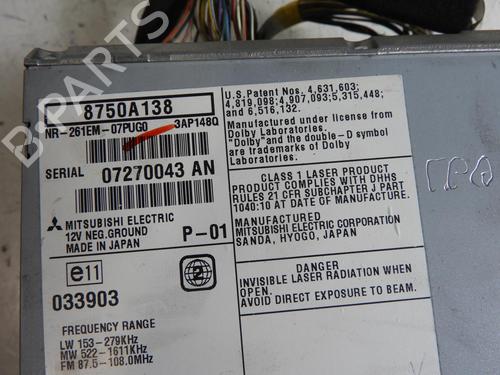 8750A138
NR-261EM-07PUG0 3AP148Q
SERIAL 07270043 AN
MITSUBISHI ELECTRIC
12V NEG.GROUND
MADE IN JAPAN
P-01
e11
2
033903
FREQUENCY RANGE
LW 153-279KHz
MW 522-1611KHz
FM 87.5-108.0MHz
U.S.Patent Nos. 4,631,603;
4,819,098;4,907,093;5,315,448;
and 6,516,132.
Manufactured under license from
Dolby Laboratories.
"Dolby" and the double-D symbol
are trademarks of Dolby
Laboratories.
CLASS 1 LASER PRODUCT
PRODUCT COMPLIES WITH DHHS
RULES 21 CFR SUBCHAPTER J PART
1040:10 AT DATE OF MANUFACTURE.
MANUFACTURED
MITSUBISHI ELECTRIC CORPORATION
SANDA, HYOGO, JAPAN
DANGER
INVISIBLE LASER RADIATION WHEN
OPEN.
AVOID DIRECT EXPOSURE TO BEAM.